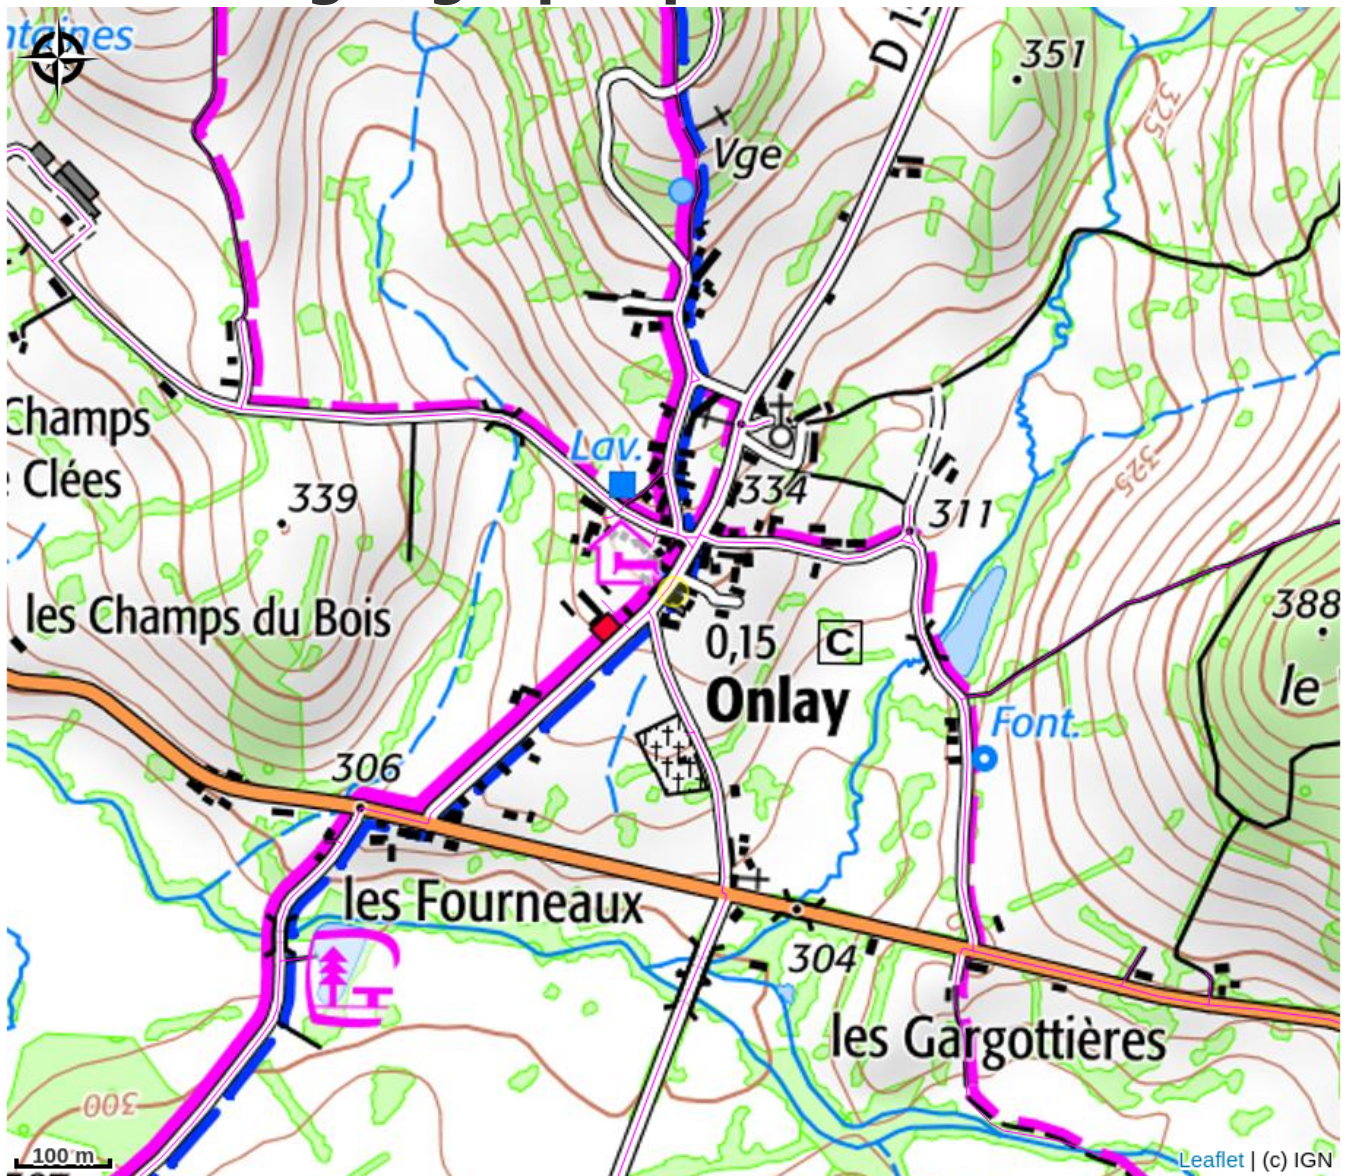 351
325
Vge
Champs
Clées
Lav.
339
334
311
325
les Champs du Bois
0,15
C
388
Onlay
le
Font.
306
les Fourneaux
304
les Gargottières
300
100 m
Leaflet | (c) IGN